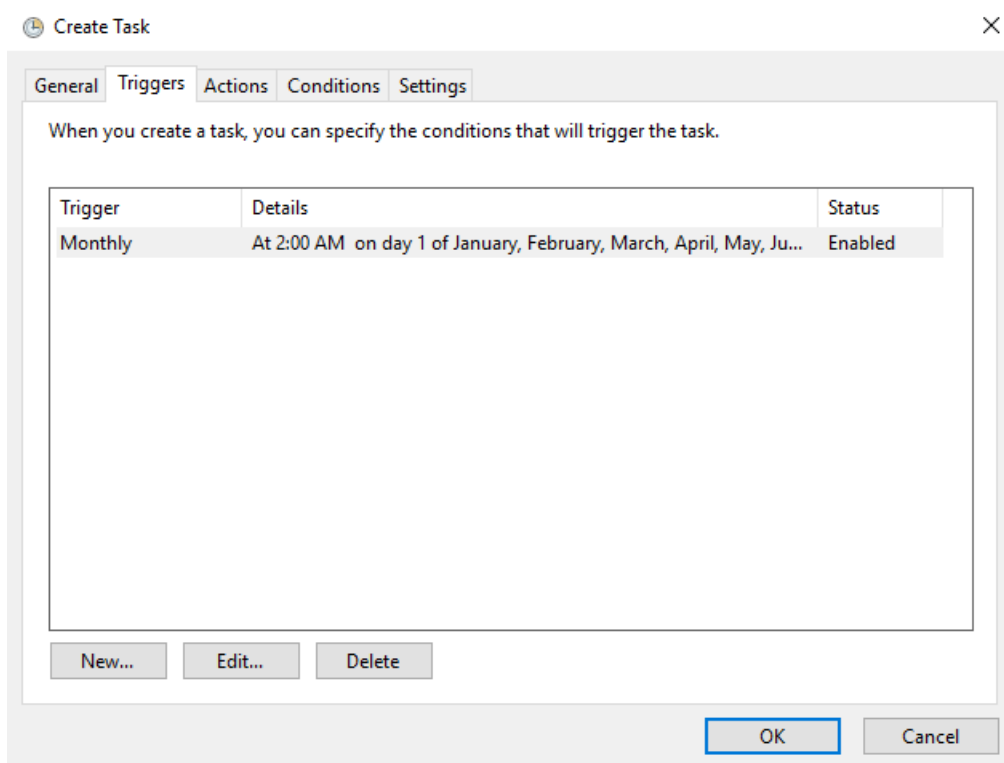 Create Task
General Triggers Actions Conditions Settings
When you create a task, you can specify the conditions that will trigger the task.
Trigger Details Status
Monthly At 2:00 AM on day 1 of January, February, March, April, May, Ju... Enabled
New... Edit... Delete
OK Cancel